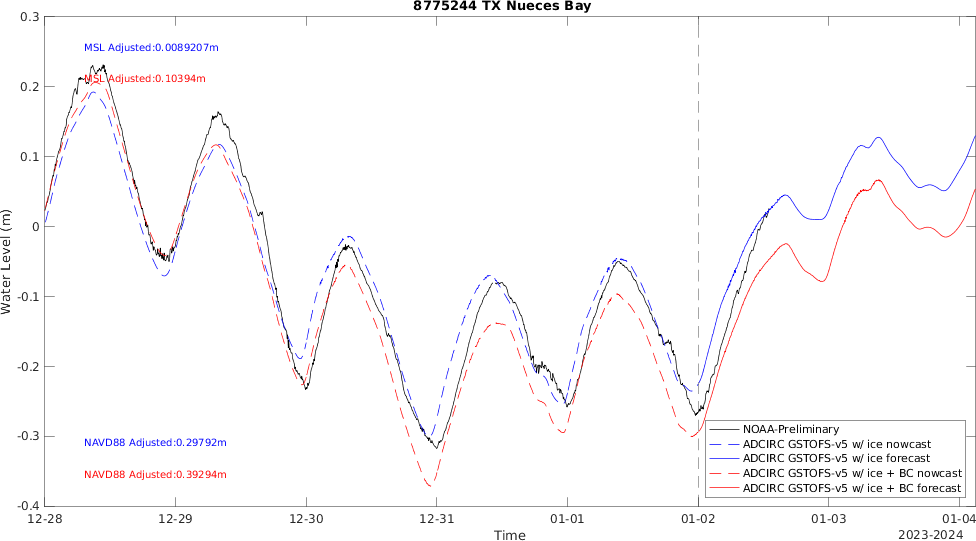 8775244 TX Nueces Bay
0.3
0.2
0.1
0
-0.1
-0.2
-0.3
-0.4
Water Level (m)
MSL Adjusted:0.0089207m
MSL Adjusted:0.10394m
NAVD88 Adjusted:0.29792m
NAVD88 Adjusted:0.39294m
NOAA-Preliminary
ADCIRC GSTOFS-v5 w/ ice nowcast
ADCIRC GSTOFS-v5 w/ ice forecast
ADCIRC GSTOFS-v5 w/ ice + BC nowcast
ADCIRC GSTOFS-v5 w/ ice + BC forecast
12-28 12-29 12-30 12-31 01-01 01-02 01-03 01-04
Time
2023-2024